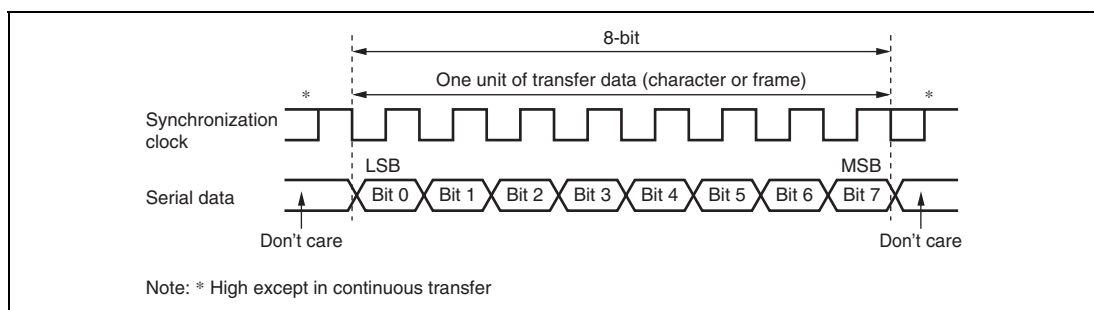 8-bit
One unit of transfer data (character or frame)
* *
Synchronization
clock
LSB MSB
Serial data Bit 0 Bit 1 Bit 2 Bit 3 Bit 4 Bit 5 Bit 6 Bit 7
Don't care Don't care
Note: * High except in continuous transfer